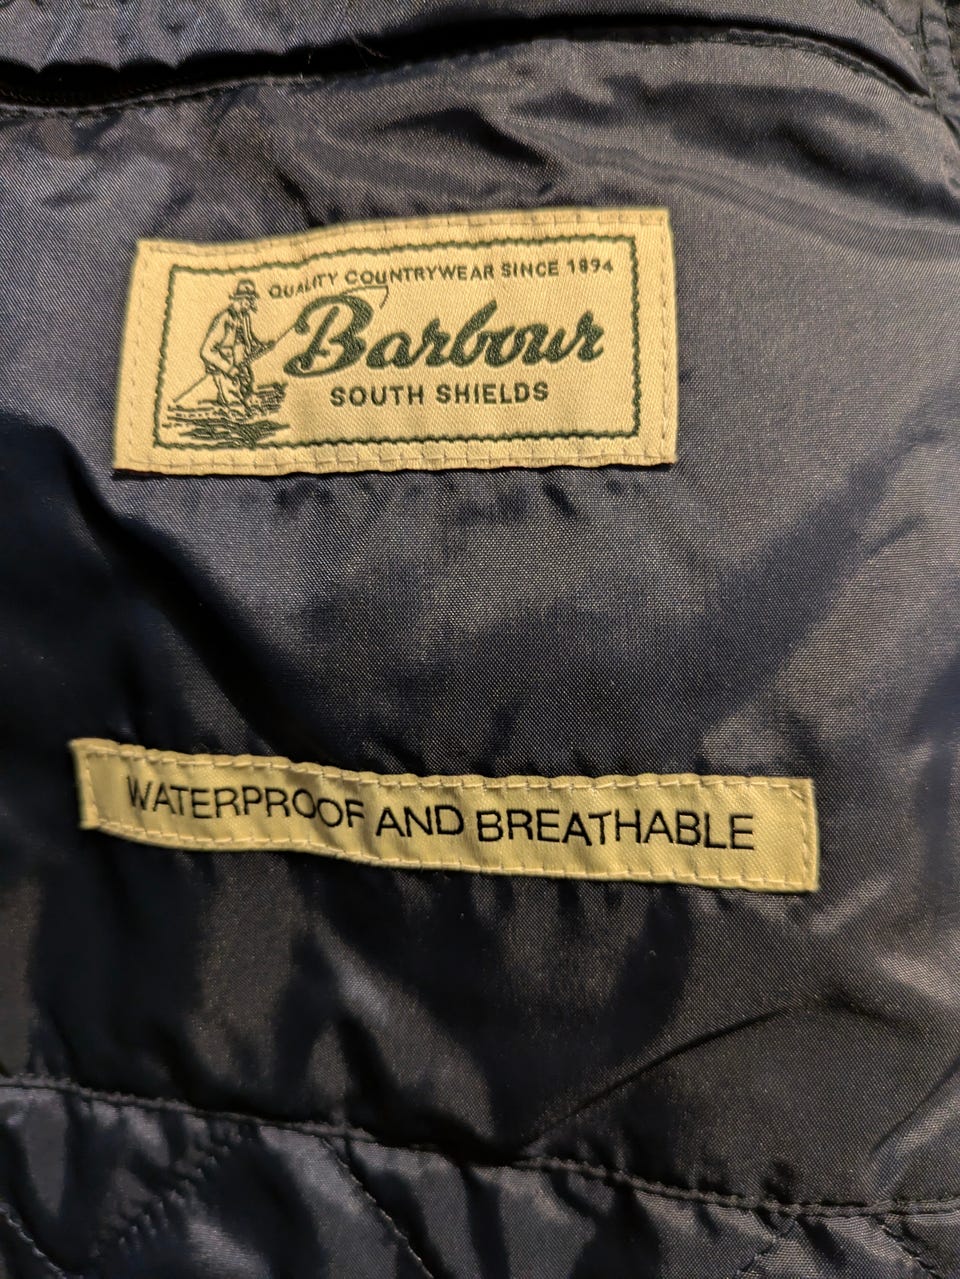 QUALITY COUNTRYWEAR SINCE 1894
Barbour
SOUTH SHIELDS
WATERPROOF AND BREATHABLE